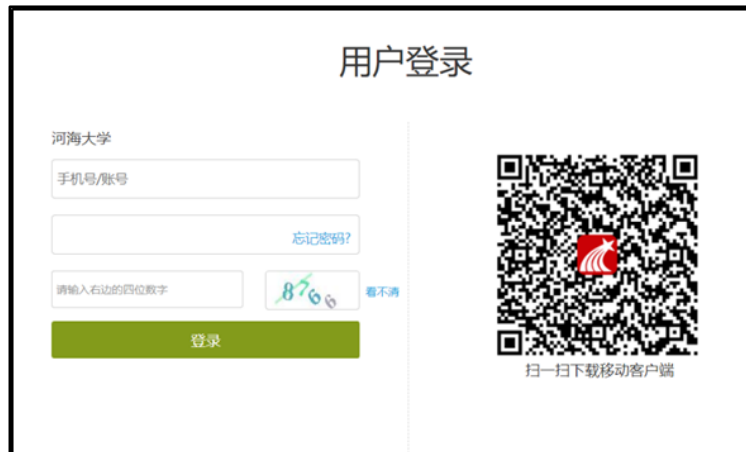 用户登录
河海大学
手机号/账号
忘记密码?
请输入右边的四位数字
8766
看不清
登录
扫一扫下载移动客户端